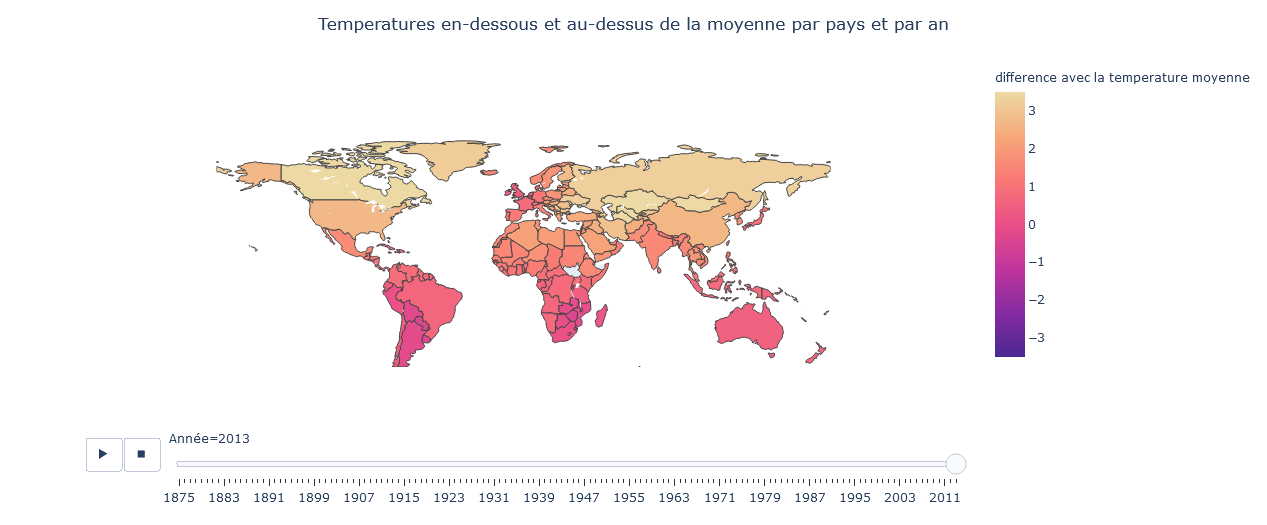 Temperatures en-dessous et au-dessus de la moyenne par pays et par an
difference avec la temperature moyenne
3
2
1
0
−1
−2
−3
Année=2013
1875 1883 1891 1899 1907 1915 1923 1931 1939 1947 1955 1963 1971 1979 1987 1995 2003 2011